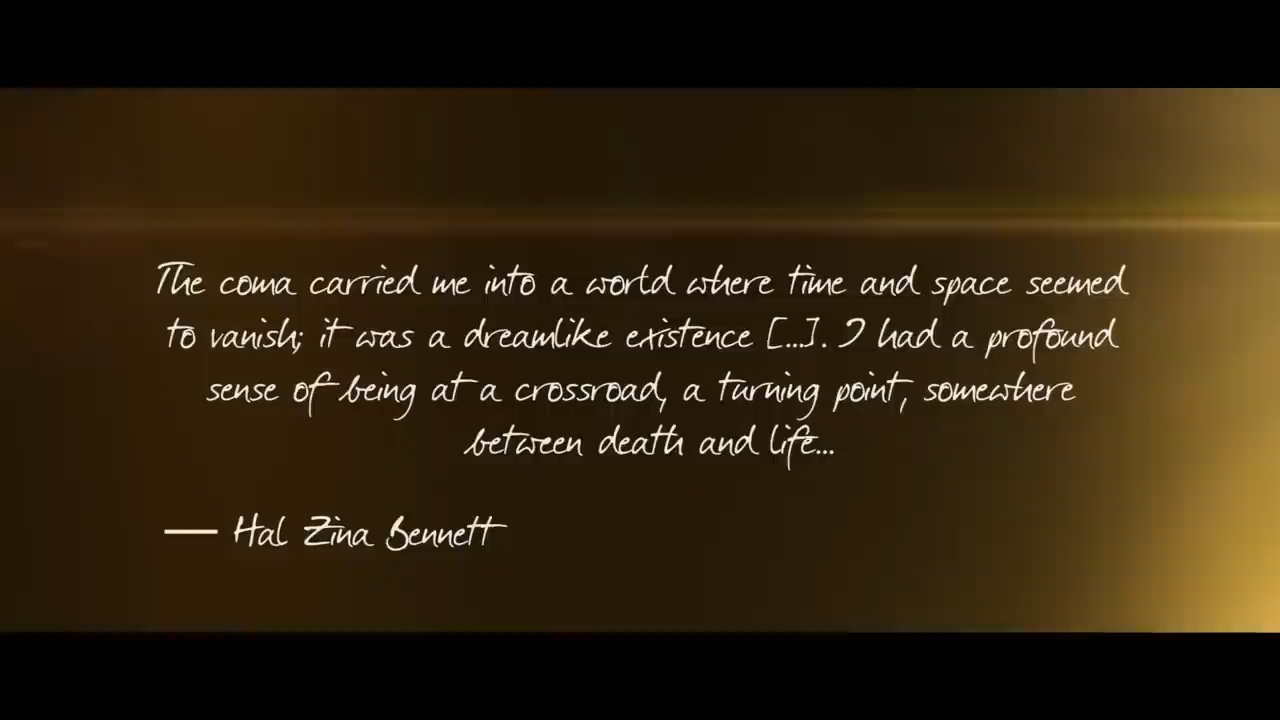 The coma carried me into a world where time and space seemed
to vanish; it was a dreamlike existence [...]. I had a profound
sense of being at a crossroad, a turning point, somewhere
between death and life...
— Hal Zina Bennett